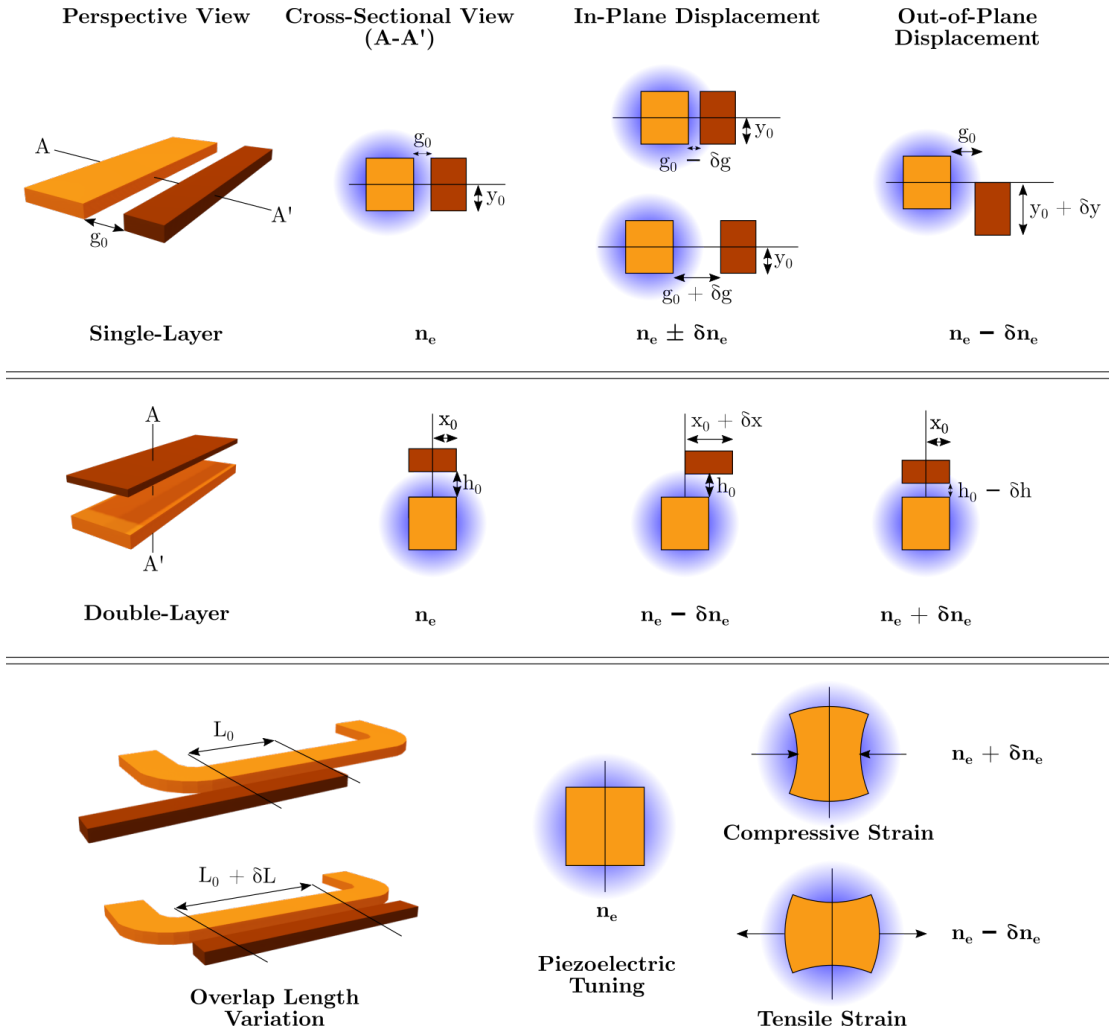 Perspective View
Cross-Sectional View
(A-A')
In-Plane Displacement
Out-of-Plane
Displacement
A
A'
g₀
g₀
y₀
y₀
g₀ − δg
y₀
g₀ + δg
g₀
y₀ + δy
Single-Layer
nₑ
nₑ ± δnₑ
nₑ − δnₑ
A
A'
x₀
h₀
x₀ + δx
h₀
x₀
h₀ − δh
Double-Layer
nₑ
nₑ − δnₑ
nₑ + δnₑ
L₀
L₀ + δL
Overlap Length
Variation
nₑ
Piezoelectric
Tuning
nₑ + δnₑ
Compressive Strain
nₑ − δnₑ
Tensile Strain